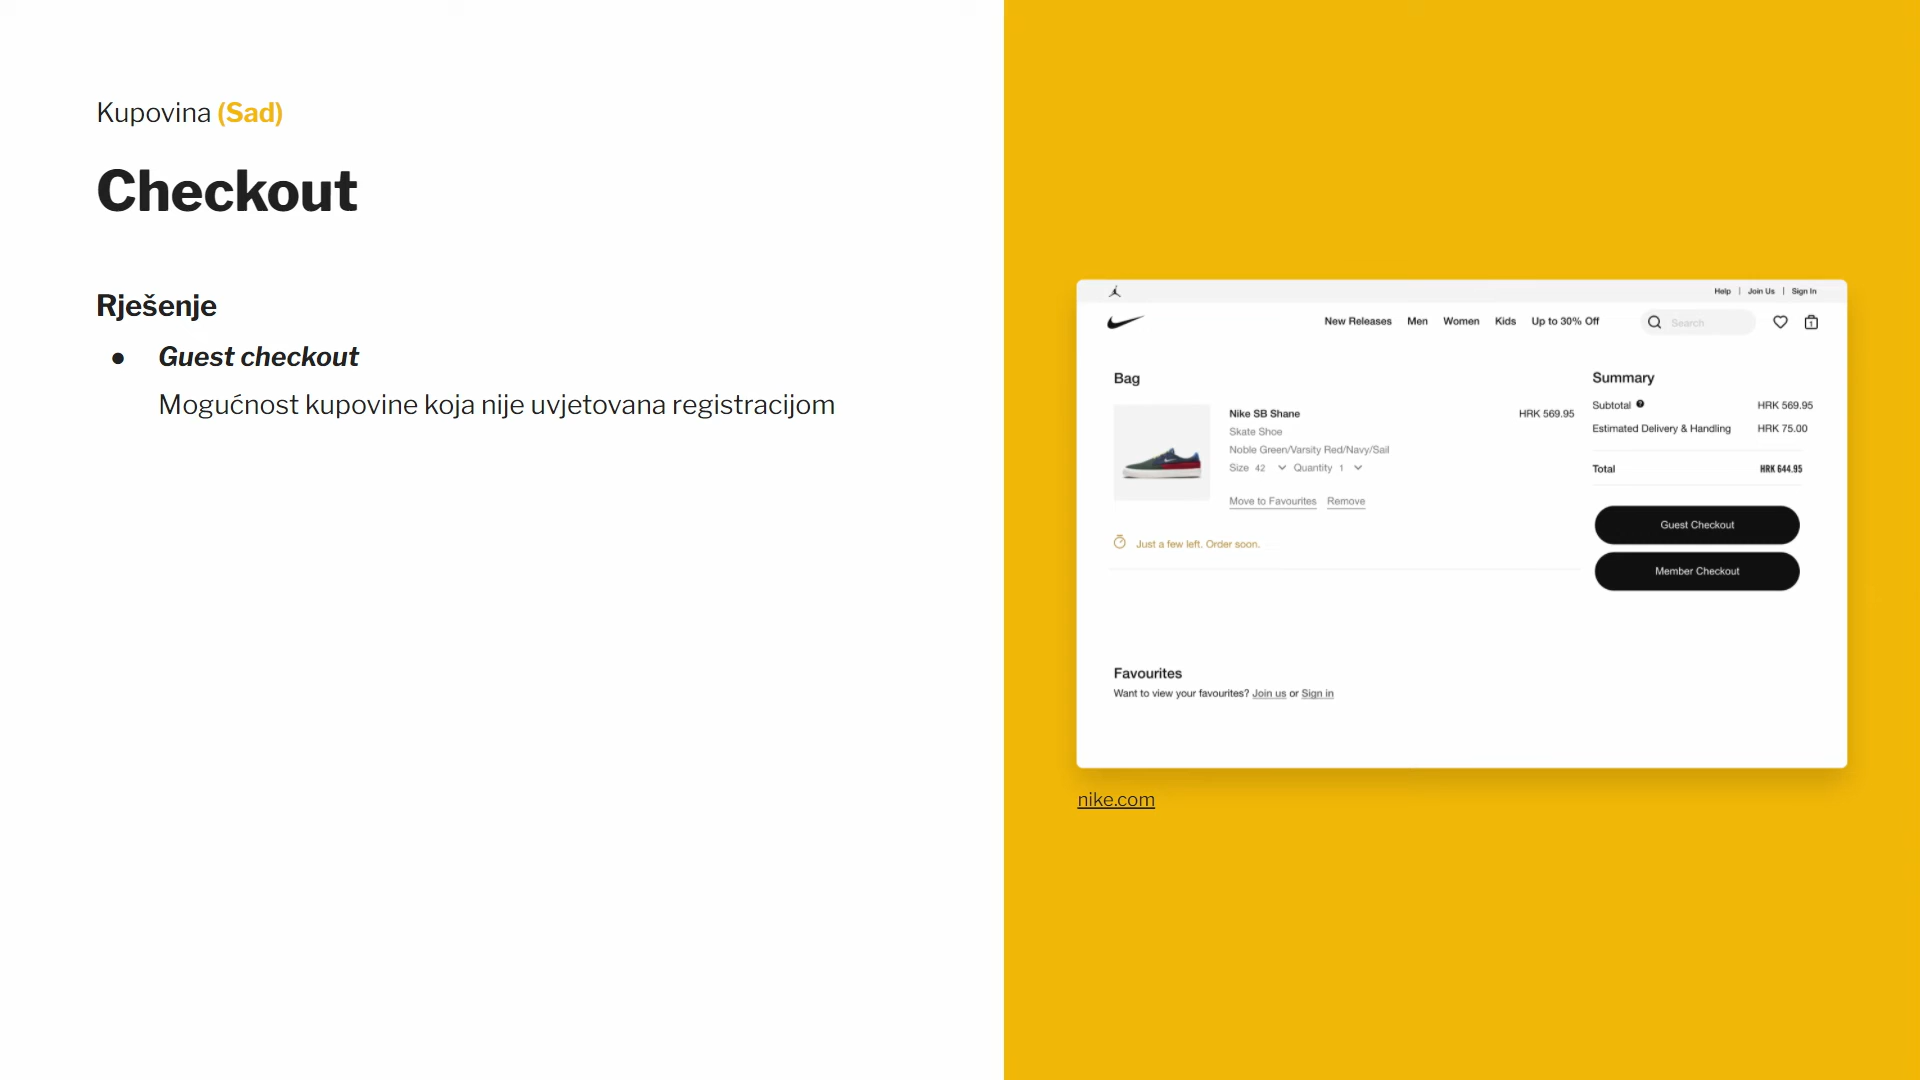 Kupovina (Sad)
Checkout
Rješenje
● Guest checkout
Mogućnost kupovine koja nije uvjetovana registracijom
Help | Join Us | Sign In
New Releases Men Women Kids Up to 30% Off Search 1
Bag
Nike SB Shane HRK 569.95
Skate Shoe
Noble Green/Varsity Red/Navy/Sail
Size 42 Quantity 1
Move to Favourites Remove
Just a few left. Order soon.
Summary
Subtotal ? HRK 569.95
Estimated Delivery & Handling HRK 75.00
Total HRK 644.95
Guest Checkout
Member Checkout
Favourites
Want to view your favourites? Join us or Sign in
nike.com